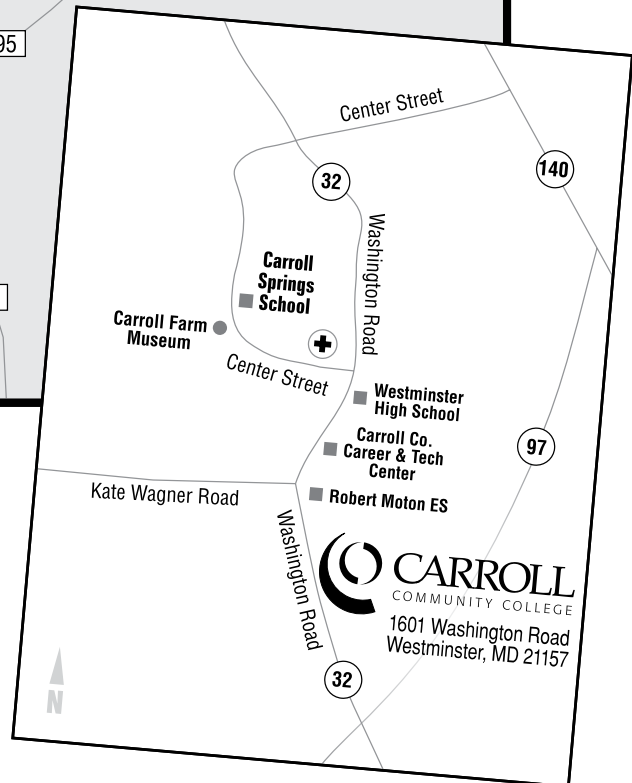 95
Center Street
32
140
Washington Road
Carroll
Springs
School
Carroll Farm
Museum
Center Street
Westminster
High School
Carroll Co.
Career & Tech
Center
97
Kate Wagner Road
Robert Moton ES
Washington Road
CARROLL
COMMUNITY COLLEGE
1601 Washington Road
Westminster, MD 21157
32
N